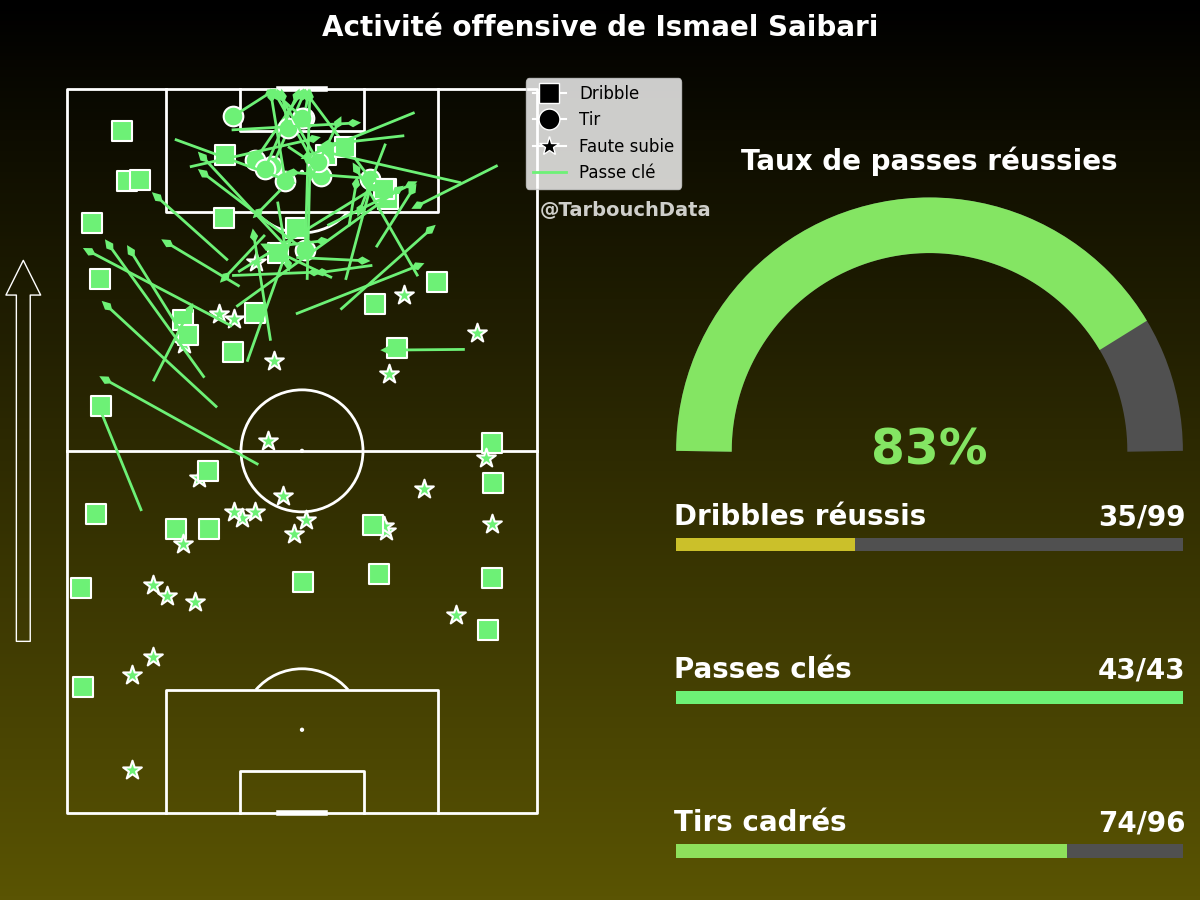 Activité offensive de Ismael Saibari
Dribble
Tir
Faute subie
Passe clé
@TarbouchData
Taux de passes réussies
83%
Dribbles réussis 35/99
Passes clés 43/43
Tirs cadrés 74/96